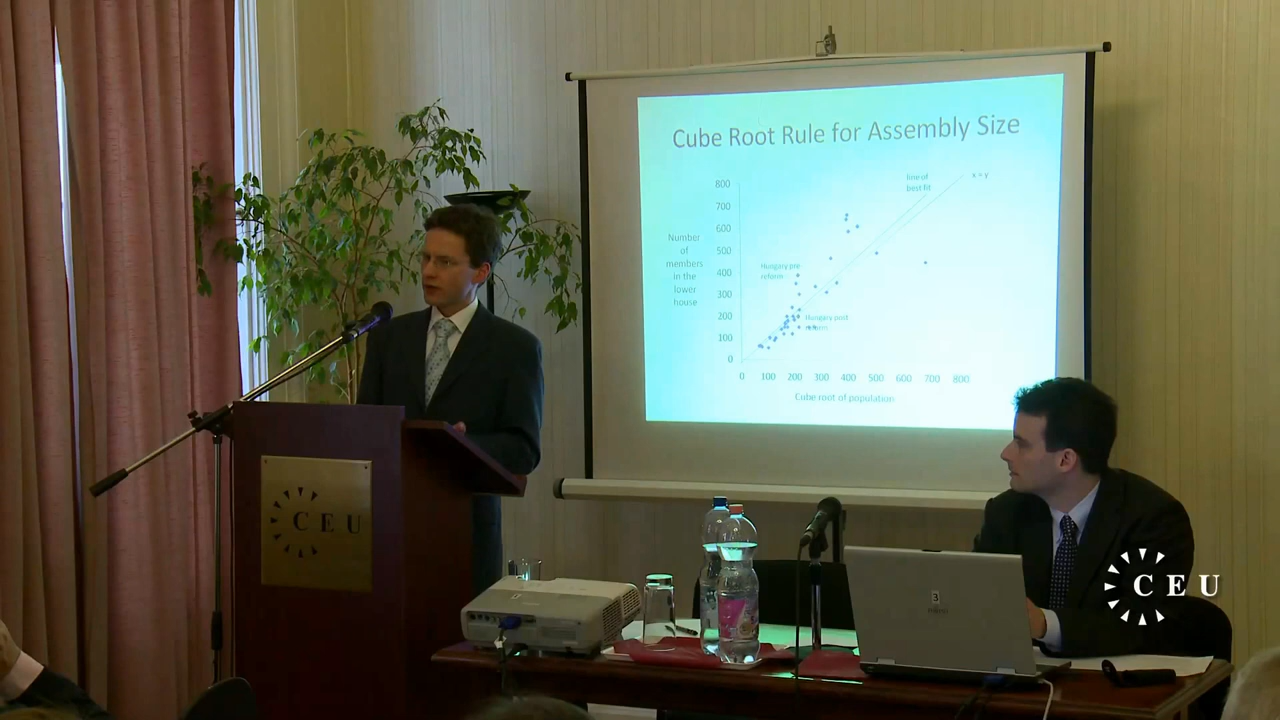 Cube Root Rule for Assembly Size
line of
best fit
x = y
800
700
600
500
400
300
200
100
0
Number
of
members
in the
lower
house
Hungary pre-
reform
Hungary post
reform
0 100 200 300 400 500 600 700 800
Cube root of population
CEU
3
CEU